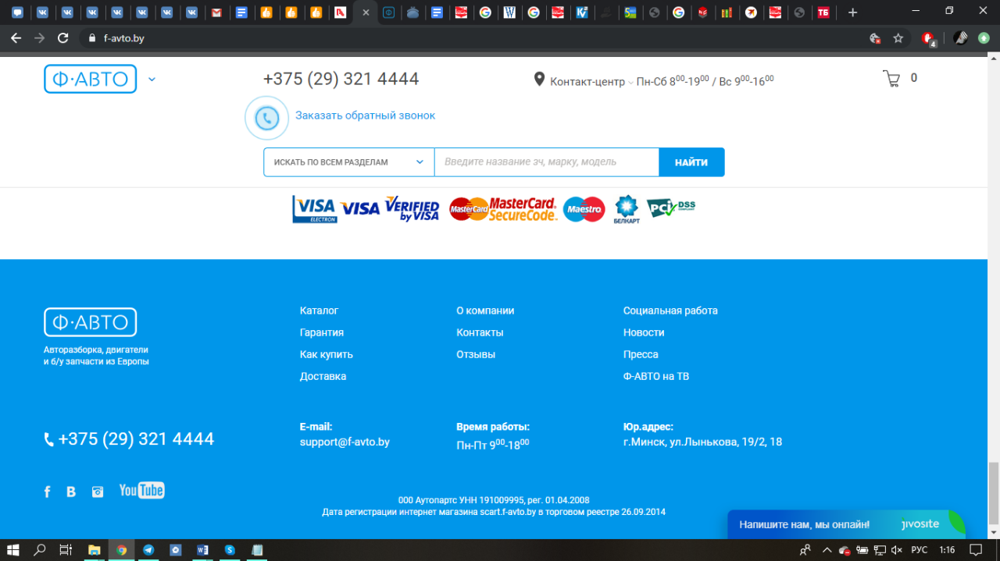 f-avto.by
4
Ф·АВТО
+375 (29) 321 4444
Контакт-центр Пн-Сб 8⁰⁰-19⁰⁰ / Вс 9⁰⁰-16⁰⁰
0
Заказать обратный звонок
ИСКАТЬ ПО ВСЕМ РАЗДЕЛАМ
Введите название зч, марку, модель
НАЙТИ
VISA ELECTRON
VISA
VERIFIED by VISA
MasterCard
MasterCard. SecureCode.
Maestro
БЕЛКАРТ
PCI DSS COMPLIANT
Ф·АВТО
Авторазборка, двигатели
и б/у запчасти из Европы
Каталог
Гарантия
Как купить
Доставка
О компании
Контакты
Отзывы
Социальная работа
Новости
Пресса
Ф-АВТО на ТВ
+375 (29) 321 4444
E-mail:
support@f-avto.by
Время работы:
Пн-Пт 9⁰⁰-18⁰⁰
Юр.адрес:
г.Минск, ул.Лынькова, 19/2, 18
YouTube
ООО Аутопартс УНН 191009995, рег. 01.04.2008
Дата регистрации интернет магазина scart.f-avto.by в торговом реестре 26.09.2014
Напишите нам, мы онлайн!
jivosite
РУС
1:16